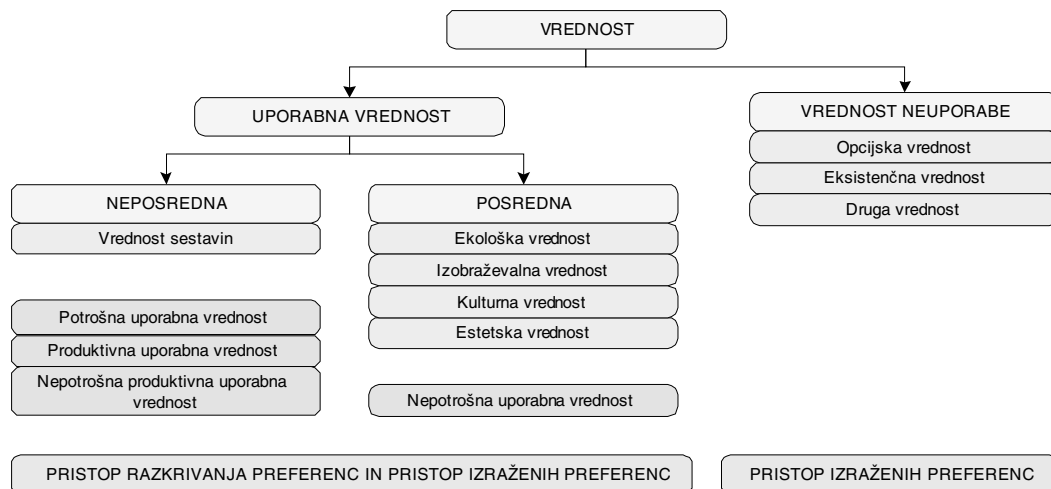 VREDNOST
UPORABNA VREDNOST
VREDNOST NEUPORABE
Opcijska vrednost
Eksistenčna vrednost
Druga vrednost
NEPOSREDNA
Vrednost sestavin
Potrošna uporabna vrednost
Produktivna uporabna vrednost
Nepotrošna produktivna uporabna
vrednost
POSREDNA
Ekološka vrednost
Izobraževalna vrednost
Kulturna vrednost
Estetska vrednost
Nepotrošna uporabna vrednost
PRISTOP RAZKRIVANJA PREFERENC IN PRISTOP IZRAŽENIH PREFERENC
PRISTOP IZRAŽENIH PREFERENC